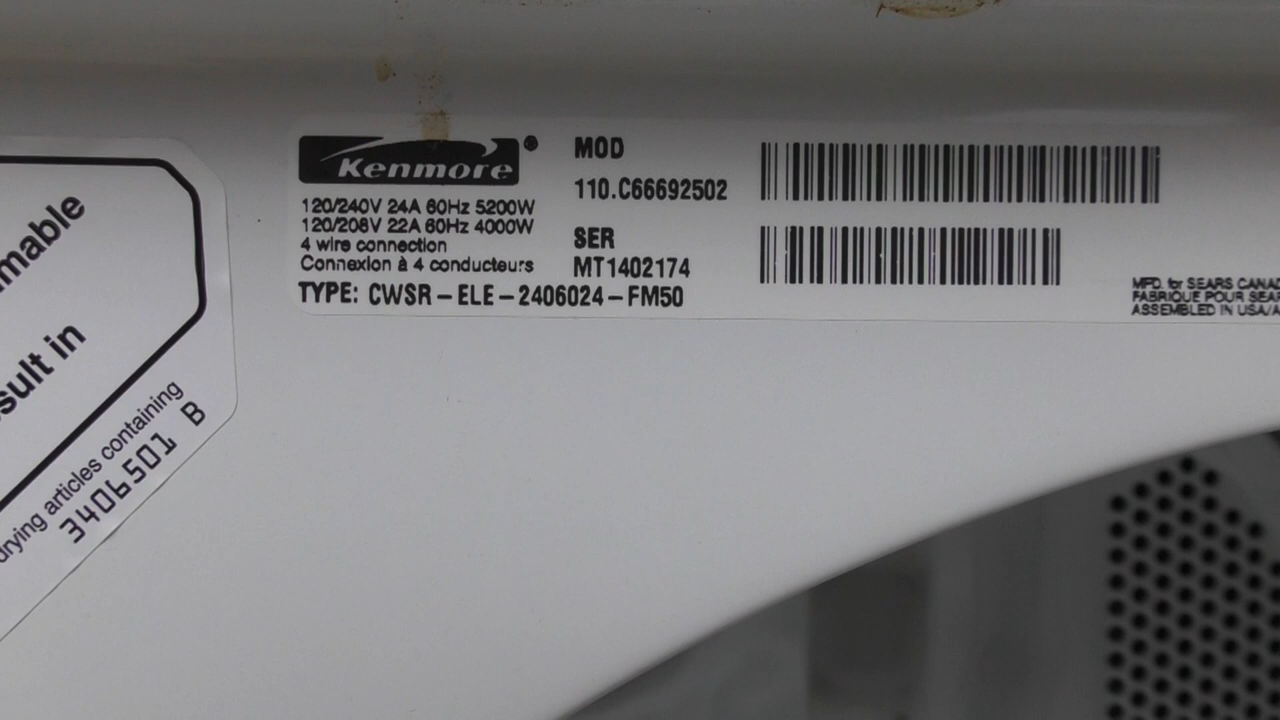 mmable
sult in
drying articles containing
3406501 B
Kenmore®
120/240V 24A 60Hz 5200W
120/208V 22A 60Hz 4000W
4 wire connection
Connexion à 4 conducteurs
TYPE: CWSR-ELE-2406024-FM50
MOD
110.C66692502
SER
MT1402174
MFD. for SEARS CANAD
FABRIQUE POUR SEAR
ASSEMBLED IN USA/A